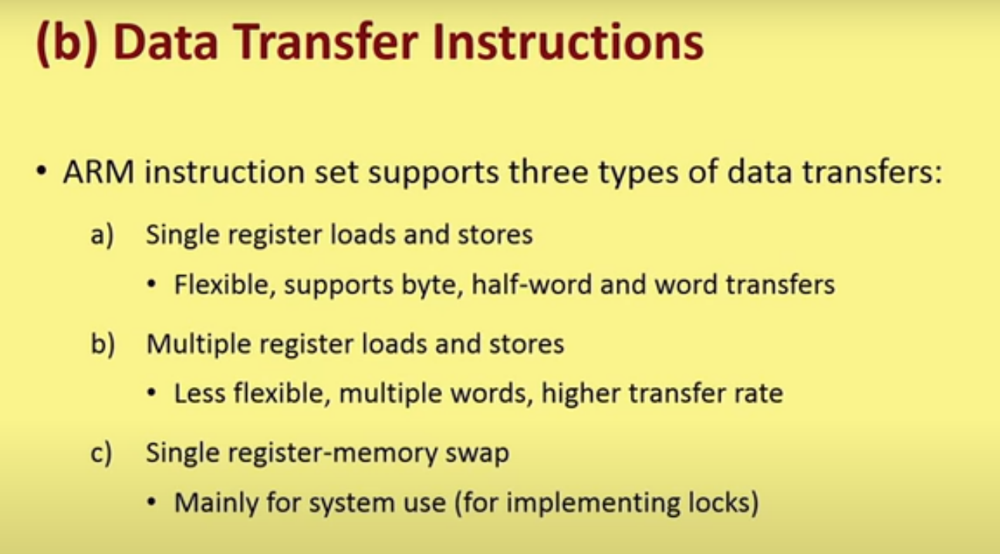 (b) Data Transfer Instructions
• ARM instruction set supports three types of data transfers:
a) Single register loads and stores
• Flexible, supports byte, half-word and word transfers
b) Multiple register loads and stores
• Less flexible, multiple words, higher transfer rate
c) Single register-memory swap
• Mainly for system use (for implementing locks)